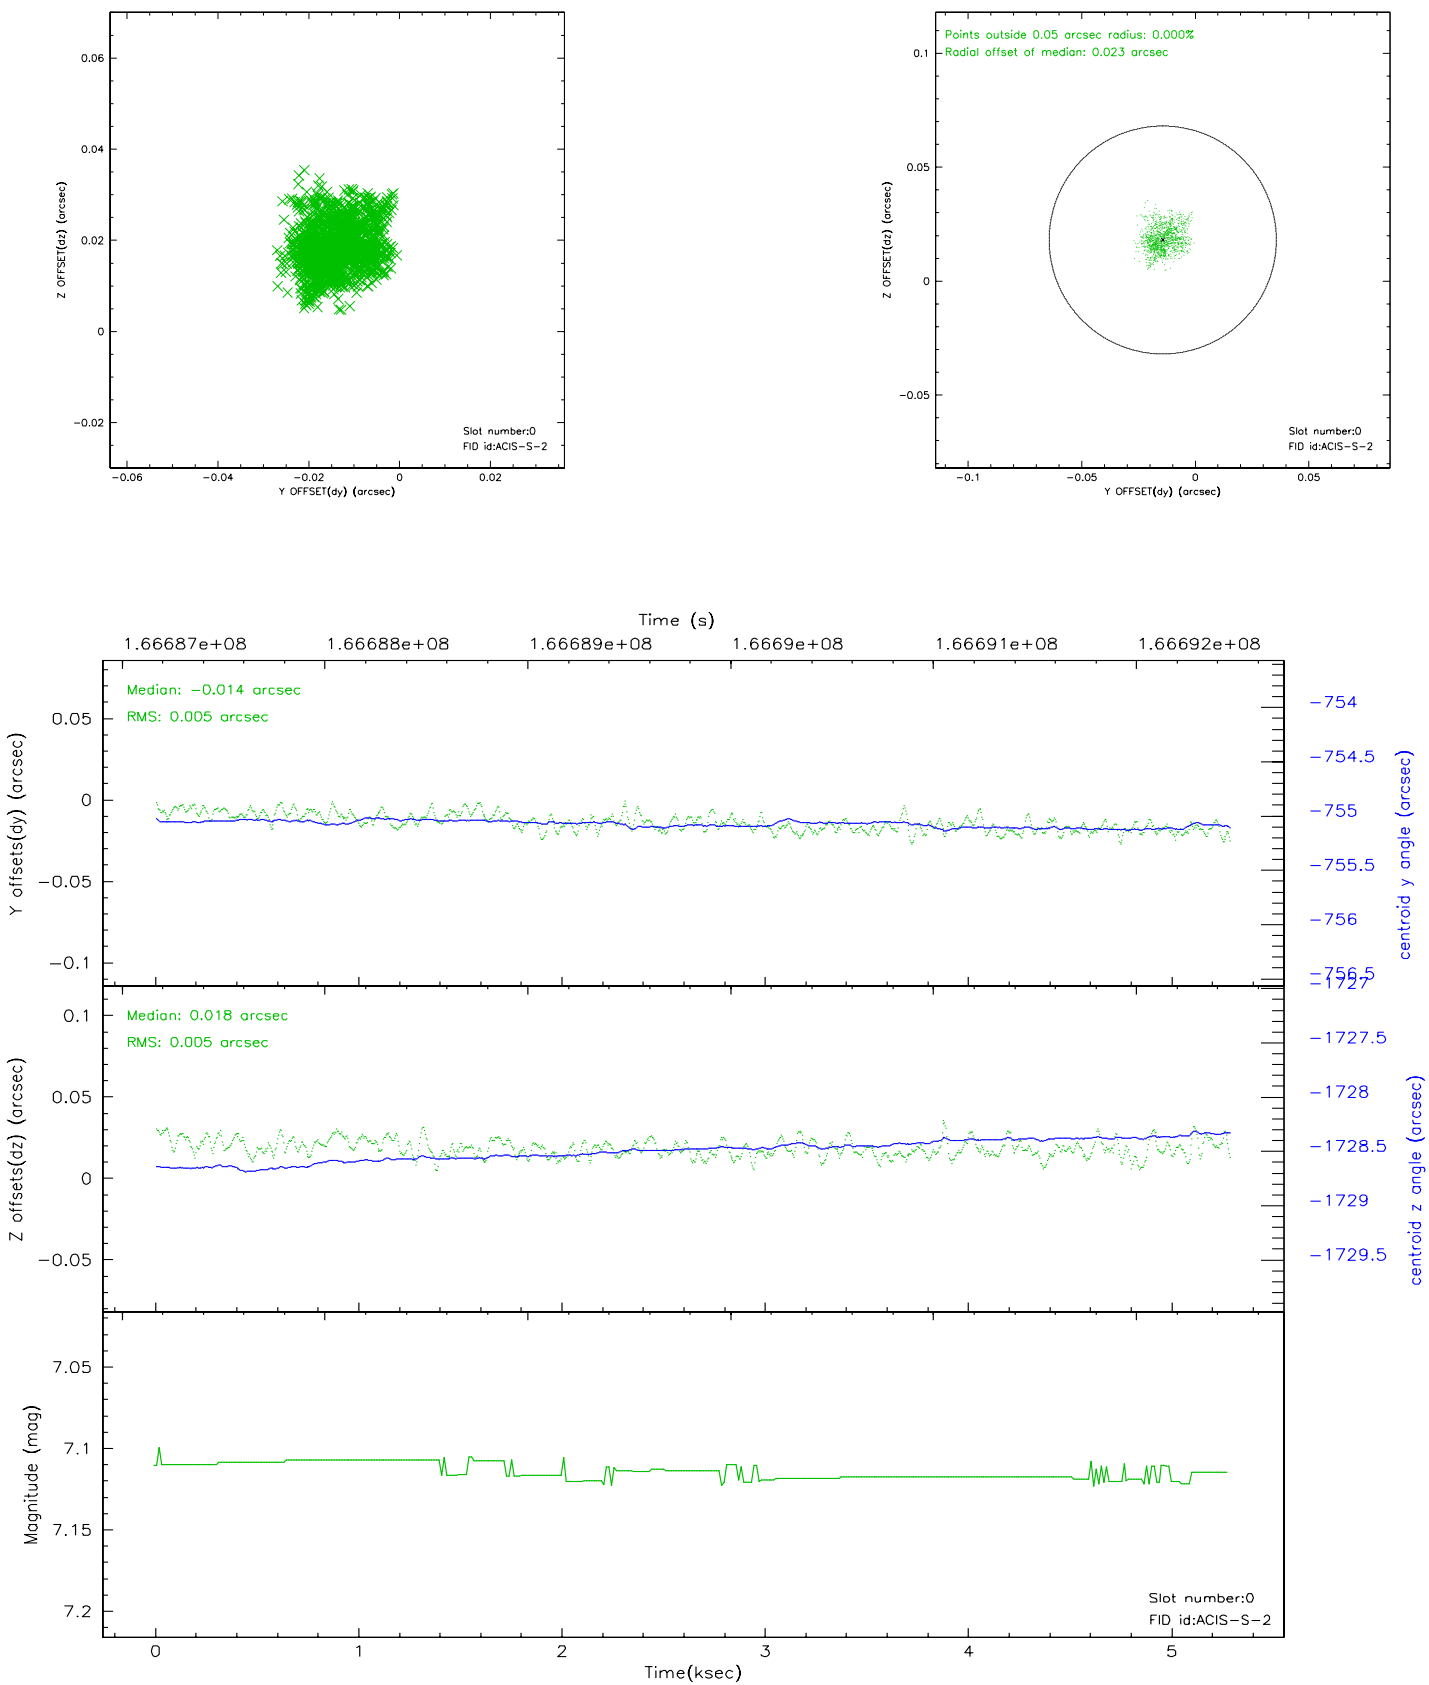 0.06
0.04
0.02
0
−0.02
Z OFFSET(dz) (arcsec)
−0.06
−0.04
−0.02
0
0.02
Y OFFSET(dy) (arcsec)
Slot number:0
FID id:ACIS−S−2
Points outside 0.05 arcsec radius: 0.000%
Radial offset of median: 0.023 arcsec
0.1
0.05
0
−0.05
Z OFFSET(dz) (arcsec)
−0.1
−0.05
0
0.05
Y OFFSET(dy) (arcsec)
Slot number:0
FID id:ACIS−S−2
Time (s)
1.66687e+08
1.66688e+08
1.66689e+08
1.6669e+08
1.66691e+08
1.66692e+08
Median: −0.014 arcsec
RMS: 0.005 arcsec
0.05
0
−0.05
−0.1
Y offsets(dy) (arcsec)
−754
−754.5
−755
−755.5
−756
−756.5
centroid y angle (arcsec)
Median: 0.018 arcsec
RMS: 0.005 arcsec
0.1
0.05
0
−0.05
Z offsets(dz) (arcsec)
−1727
−1727.5
−1728
−1728.5
−1729
−1729.5
centroid z angle (arcsec)
7.05
7.1
7.15
7.2
Magnitude (mag)
Slot number:0
FID id:ACIS−S−2
0
1
2
3
4
5
Time(ksec)